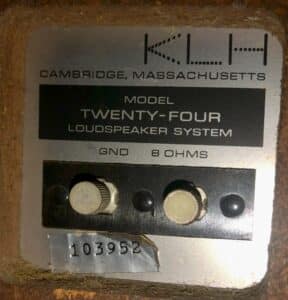 KLH
CAMBRIDGE, MASSACHUSETTS
MODEL
TWENTY-FOUR
LOUDSPEAKER SYSTEM
GND 8 OHMS
103952